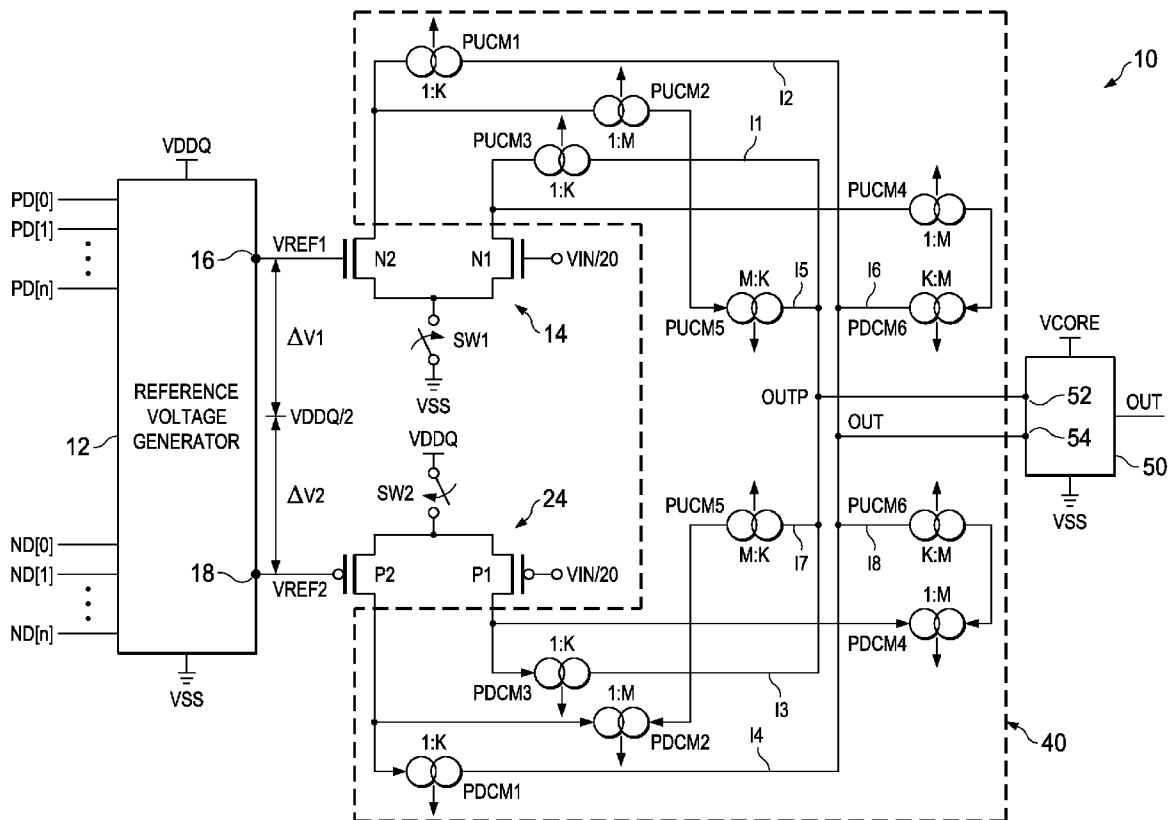 PUCM1
1:K
I2
10
PUCM2
1:M
PUCM3
1:K
I1
VDDQ
PD[0]
PD[1]
PD[n]
PUCM4
1:M
16
VREF1
N2
N1
VIN/20
ΔV1
SW1
VSS
14
M:K
I5
I6
K:M
PUCM5
PDCM6
VCORE
REFERENCE
VOLTAGE
GENERATOR
12
VDDQ/2
OUTP
52
OUT
OUT
54
50
VSS
VDDQ
SW2
24
ΔV2
PUCM5
M:K
I7
PUCM6
I8
K:M
ND[0]
ND[1]
ND[n]
18
VREF2
P2
P1
VIN/20
1:M
PDCM4
VSS
1:K
PDCM3
I3
1:M
PDCM2
I4
40
1:K
PDCM1